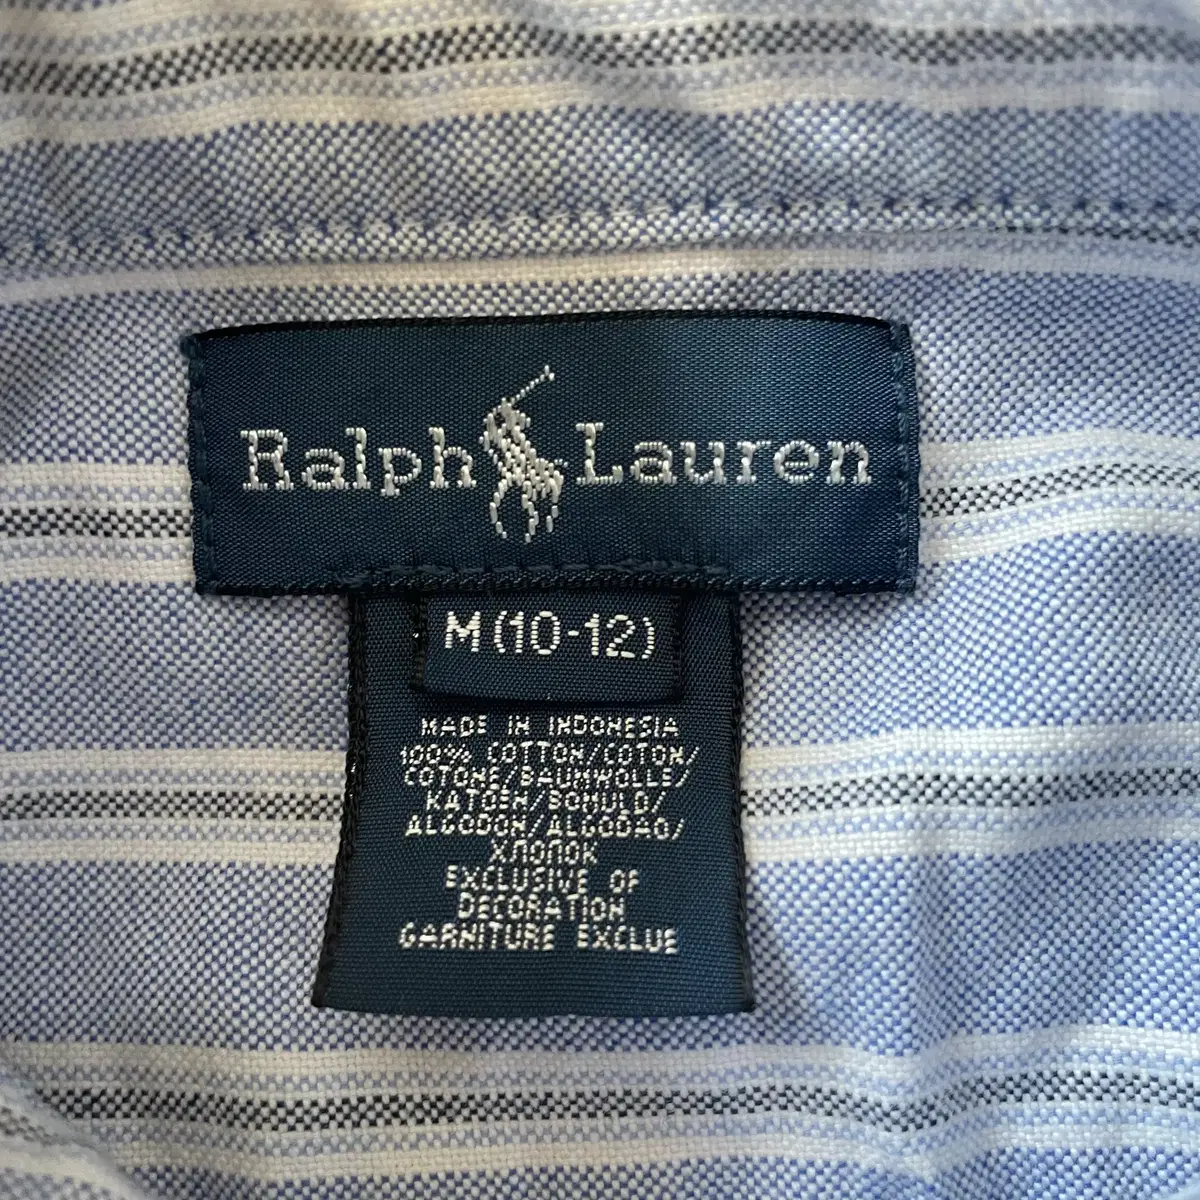 Ralph Lauren
M (10-12)
MADE IN INDONESIA
100% COTTON/COTON/
COTONE/BAUMWOLLE/
KATOEN/BOMULD/
ALGODON/ALGODAO/
ХЛОПОК
EXCLUSIVE OF
DECORATION
GARNITURE EXCLUE